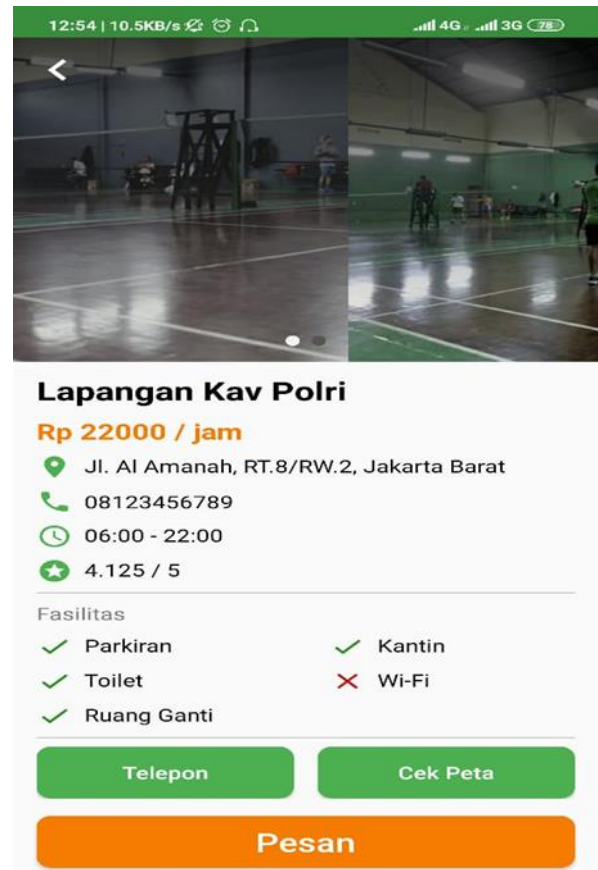 12:54 | 10.5KB/s 4G 3G 78
Lapangan Kav Polri
Rp 22000 / jam
Jl. Al Amanah, RT.8/RW.2, Jakarta Barat
08123456789
06:00 - 22:00
4.125 / 5
Fasilitas
Parkiran Kantin
Toilet Wi-Fi
Ruang Ganti
Telepon Cek Peta
Pesan